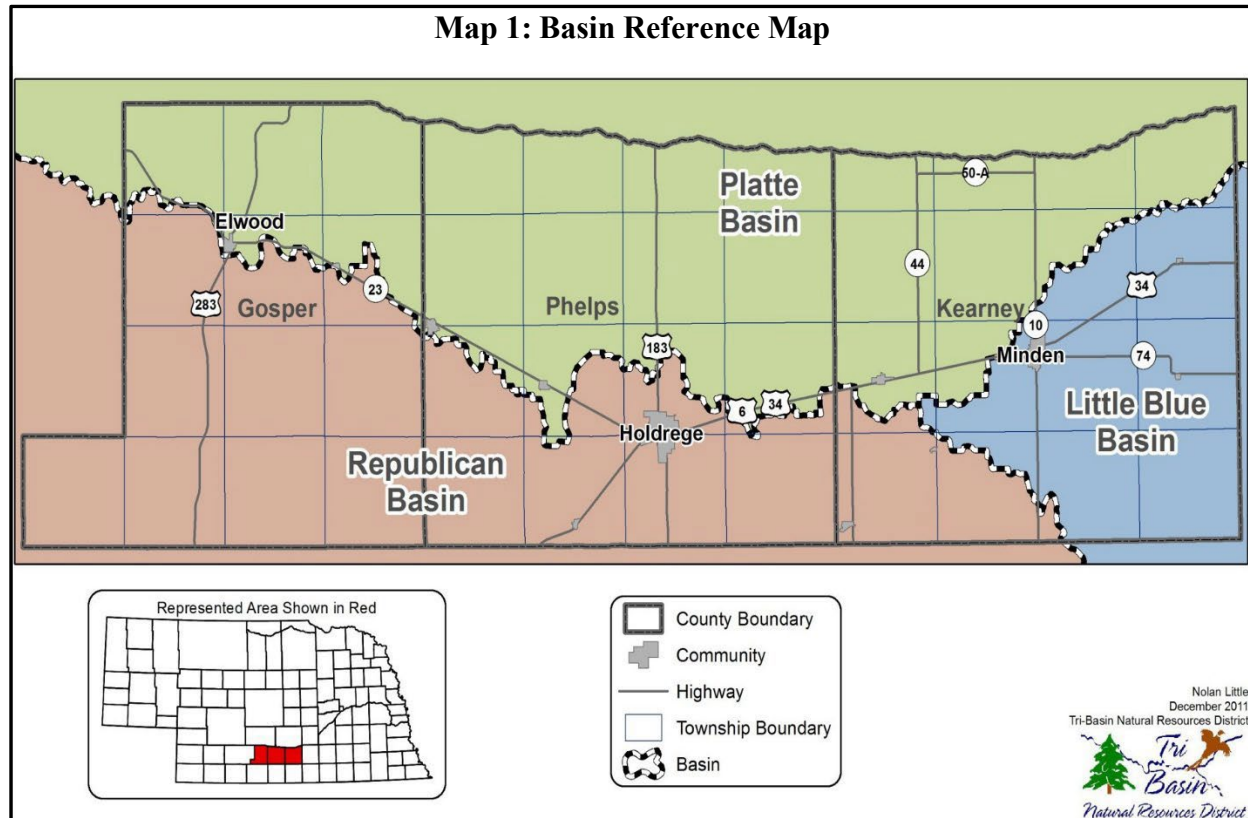 Map 1: Basin Reference Map
Platte
Basin
50-A
Elwood
44
23
34
283
Gosper
Phelps
Kearney
10
183
Minden
74
6
34
Little Blue
Basin
Holdrege
Republican
Basin
Represented Area Shown in Red
County Boundary
Community
Highway
Township Boundary
Basin
Nolan Little
December 2011
Tri-Basin Natural Resources District
Tri
Basin
Natural Resources District